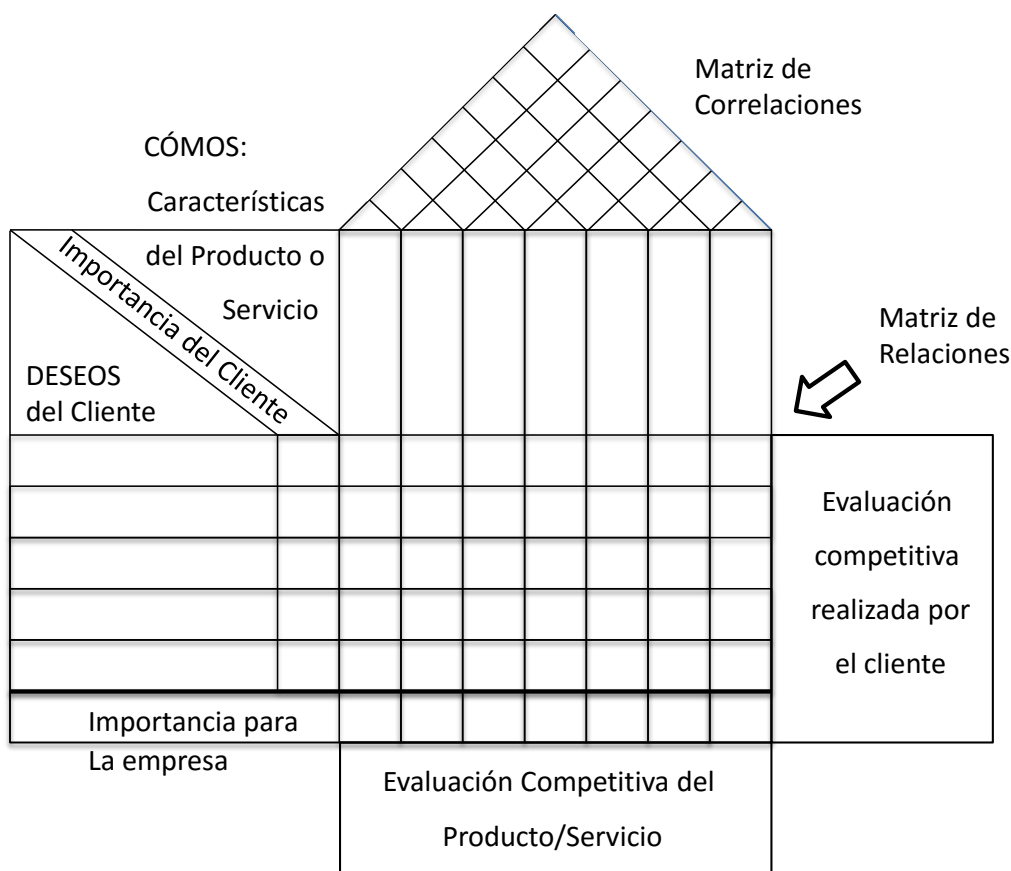 Matriz de
Correlaciones
CÓMOS:
Características
del Producto o
Servicio
Importancia del Cliente
DESEOS
del Cliente
Matriz de
Relaciones
Evaluación
competitiva
realizada por
el cliente
Importancia para
La empresa
Evaluación Competitiva del
Producto/Servicio